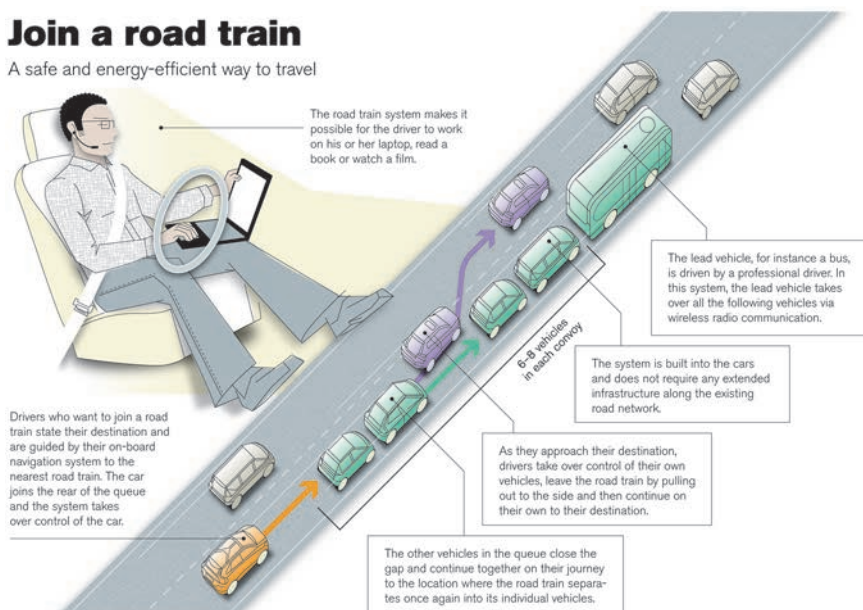 Join a road train
A safe and energy-efficient way to travel
The road train system makes it
possible for the driver to work
on his or her laptop, read a
book or watch a film.
The lead vehicle, for instance a bus,
is driven by a professional driver. In
this system, the lead vehicle takes
over all the following vehicles via
wireless radio communication.
6–8 vehicles
in each convoy
The system is built into the cars
and does not require any extended
infrastructure along the existing
road network.
Drivers who want to join a road
train state their destination and
are guided by their on-board
navigation system to the
nearest road train. The car
joins the rear of the queue
and the system takes
over control of the car.
As they approach their destination,
drivers take over control of their own
vehicles, leave the road train by pulling
out to the side and then continue on
their own to their destination.
The other vehicles in the queue close the
gap and continue together on their journey
to the location where the road train separa-
tes once again into its individual vehicles.